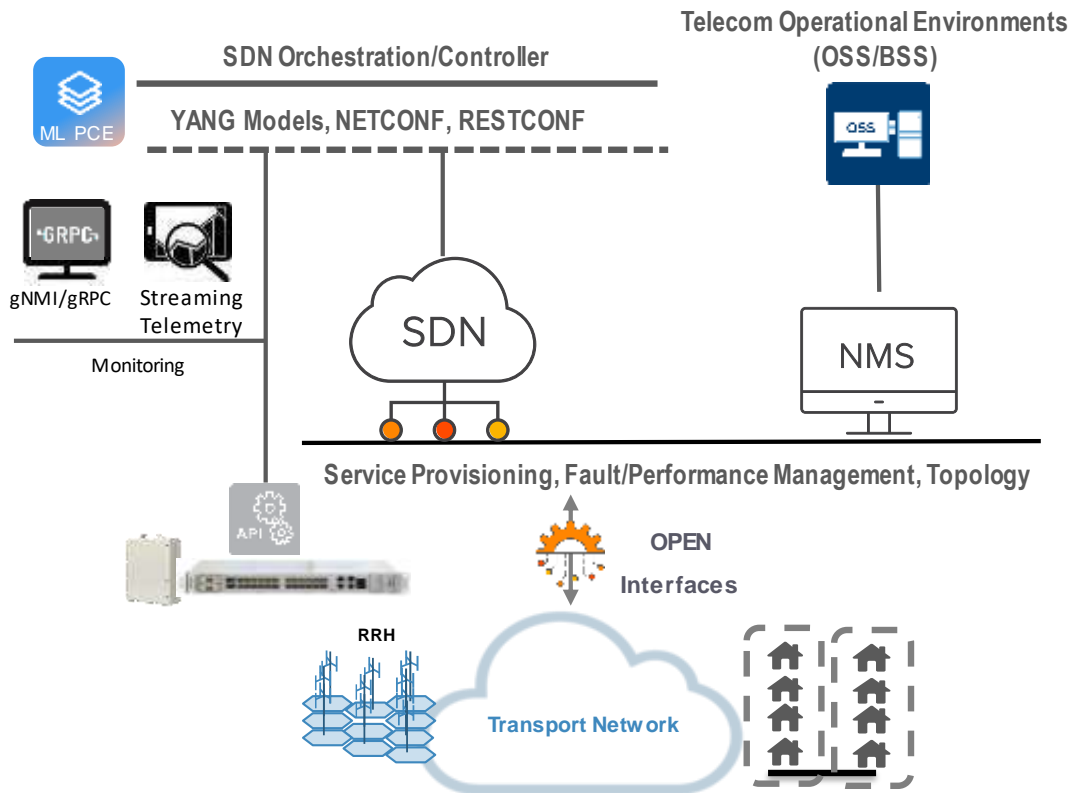 Telecom Operational Environments
(OSS/BSS)
SDN Orchestration/Controller
ML PCE
YANG Models, NETCONF, RESTCONF
OSS
GRPC
gNMI/gRPC
Streaming
Telemetry
Monitoring
SDN
NMS
Service Provisioning, Fault/Performance Management, Topology
API
OPEN
Interfaces
RRH
Transport Network